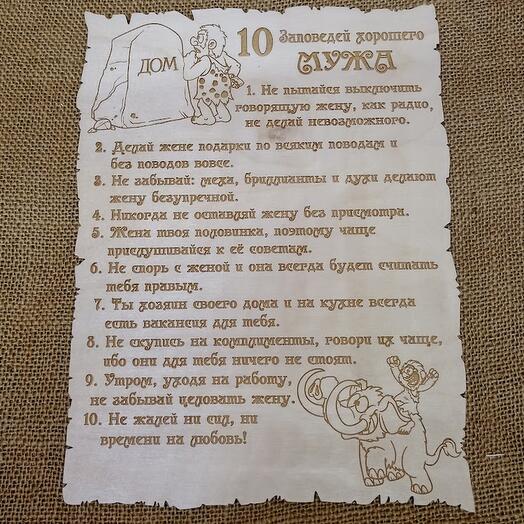 ДОМ
10 Заповедей хорошего
МУЖА
1. Не пытайся выключить
говорящую жену, как радио,
не делай невозможного.
2. Делай жене подарки по всяким поводам и
без поводов вовсе.
3. Не забывай: меха, бриллианты и духи делают
жену безупречной.
4. Никогда не оставляй жену без присмотра.
5. Жена твоя половинка, поэтому чаще
прислушивайся к её советам.
6. Не спорь с женой и она всегда будет считать
тебя правым.
7. Ты хозяин своего дома и на кухне всегда
есть вакансия для тебя.
8. Не скупись на комплименты, говори их чаще,
ибо они для тебя ничего не стоят.
9. Утром, уходя на работу,
не забывай целовать жену.
10. Не жалей ни сил, ни
времени на любовь!